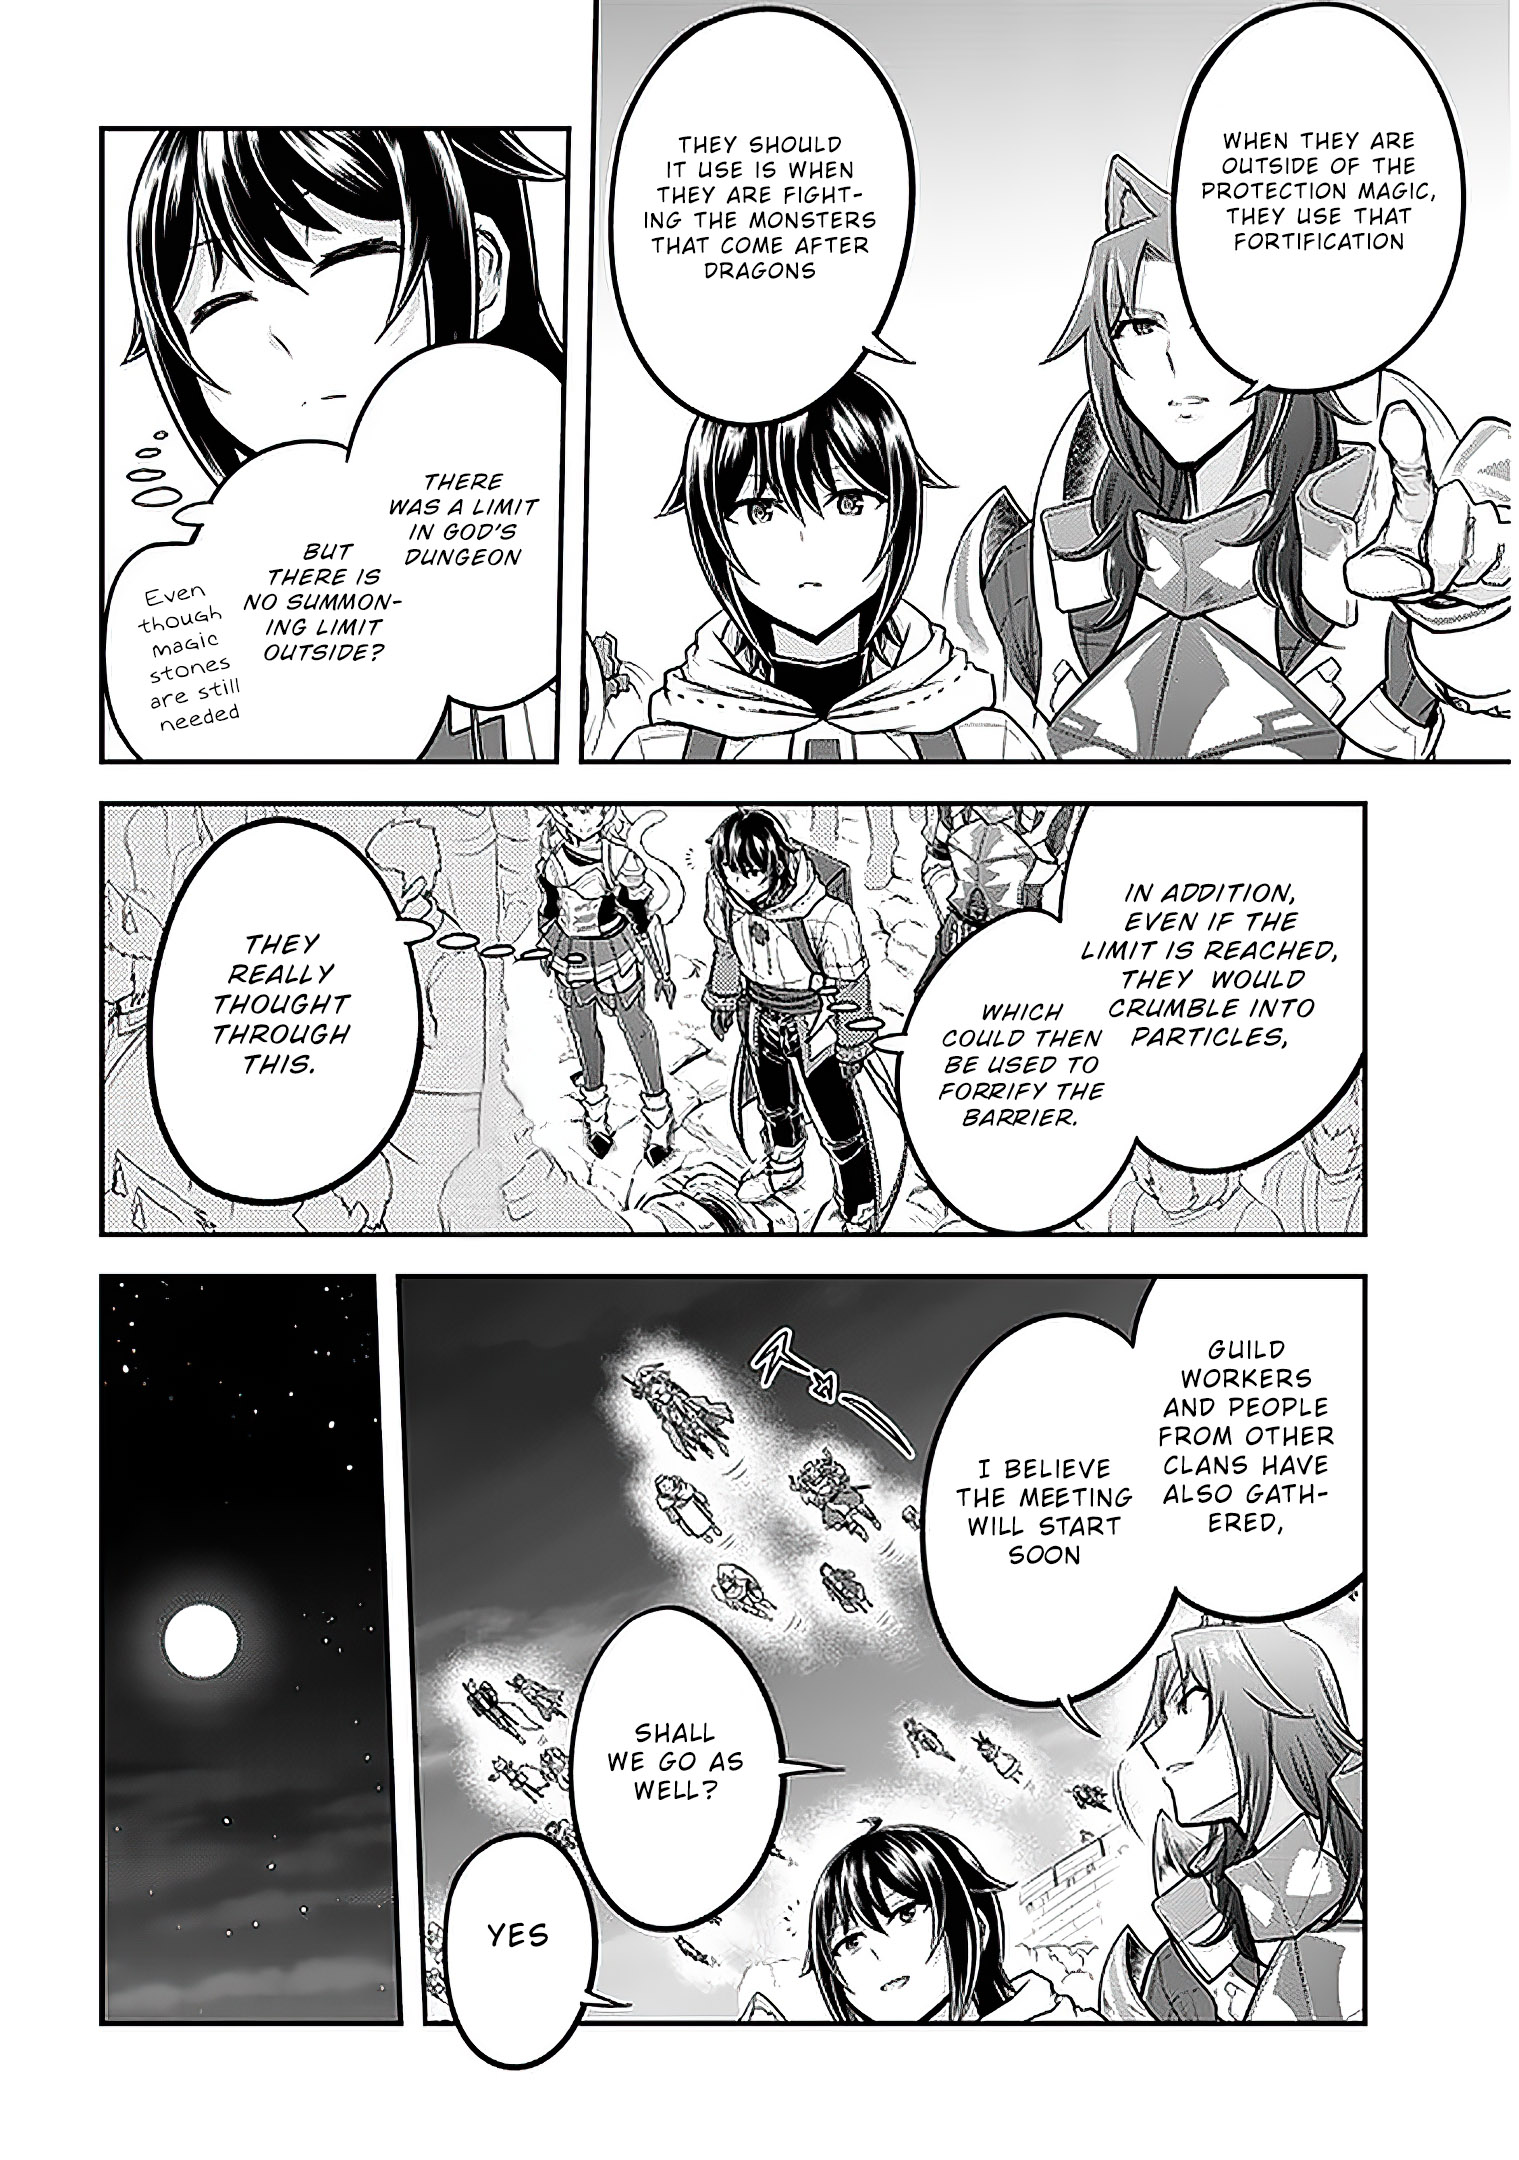 WHEN THEY ARE
OUTSIDE OF THE
PROTECTION MAGIC,
THEY USE THAT
FORTIFICATION
THEY SHOULD
IT USE IS WHEN
THEY ARE FIGHT-
ING THE MONSTERS
THAT COME AFTER
DRAGONS
THERE
WAS A LIMIT
IN GOD'S
DUNGEON
BUT
THERE IS
NO SUMMON-
ING LIMIT
OUTSIDE?
Even
though
magic
stones
are still
needed
IN ADDITION,
EVEN IF THE
LIMIT IS REACHED,
THEY WOULD
CRUMBLE INTO
PARTICLES,
WHICH
COULD THEN
BE USED TO
FORRIFY THE
BARRIER.
THEY
REALLY
THOUGHT
THROUGH
THIS.
GUILD
WORKERS
AND PEOPLE
FROM OTHER
CLANS HAVE
ALSO GATH-
ERED,
I BELIEVE
THE MEETING
WILL START
SOON
SHALL
WE GO AS
WELL?
YES